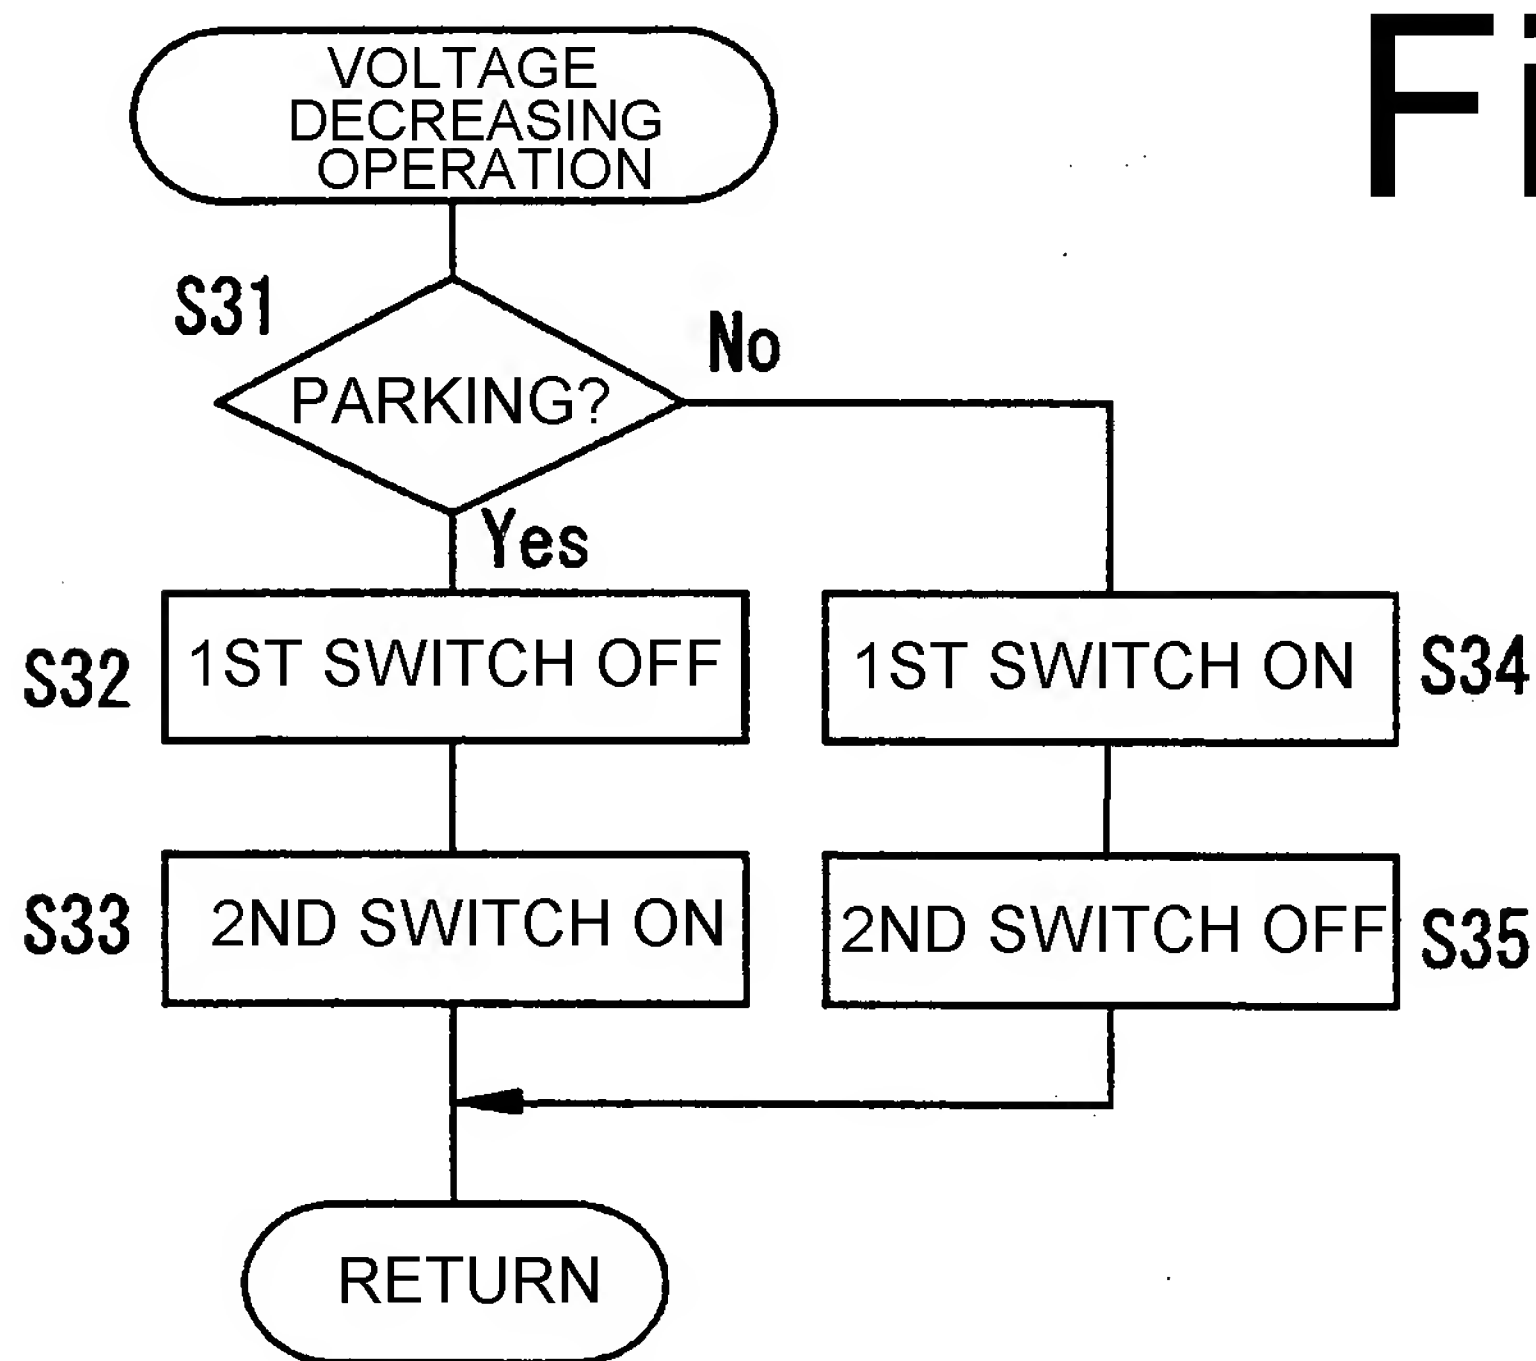 Fi
VOLTAGE
DECREASING
OPERATION
S31
PARKING?
No
Yes
S32
1ST SWITCH OFF
1ST SWITCH ON
S34
S33
2ND SWITCH ON
2ND SWITCH OFF
S35
RETURN